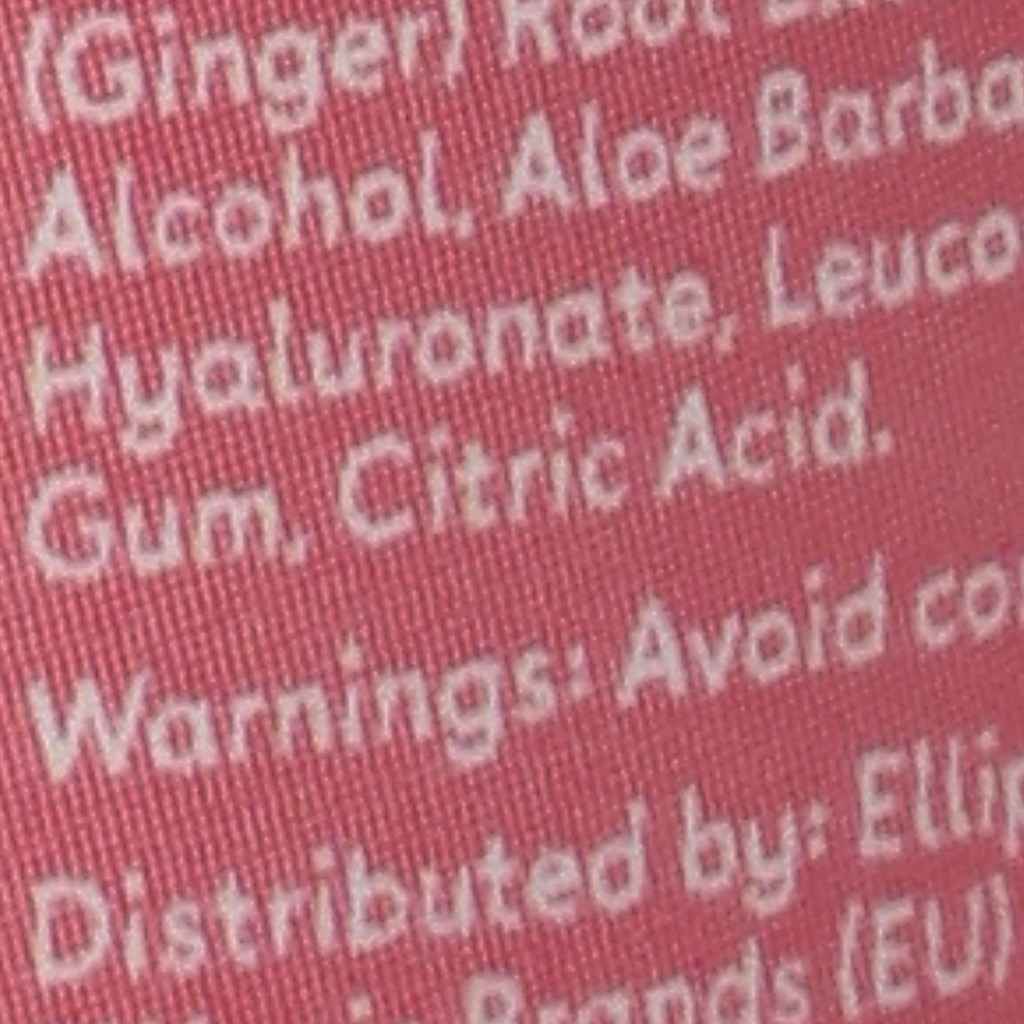 (Ginger) Root
Alcohol, Aloe Barba
Hyaluronate, Leuco
Gum, Citric Acid.
Warnings: Avoid co
Distributed by: Ellip
Brands (EU)